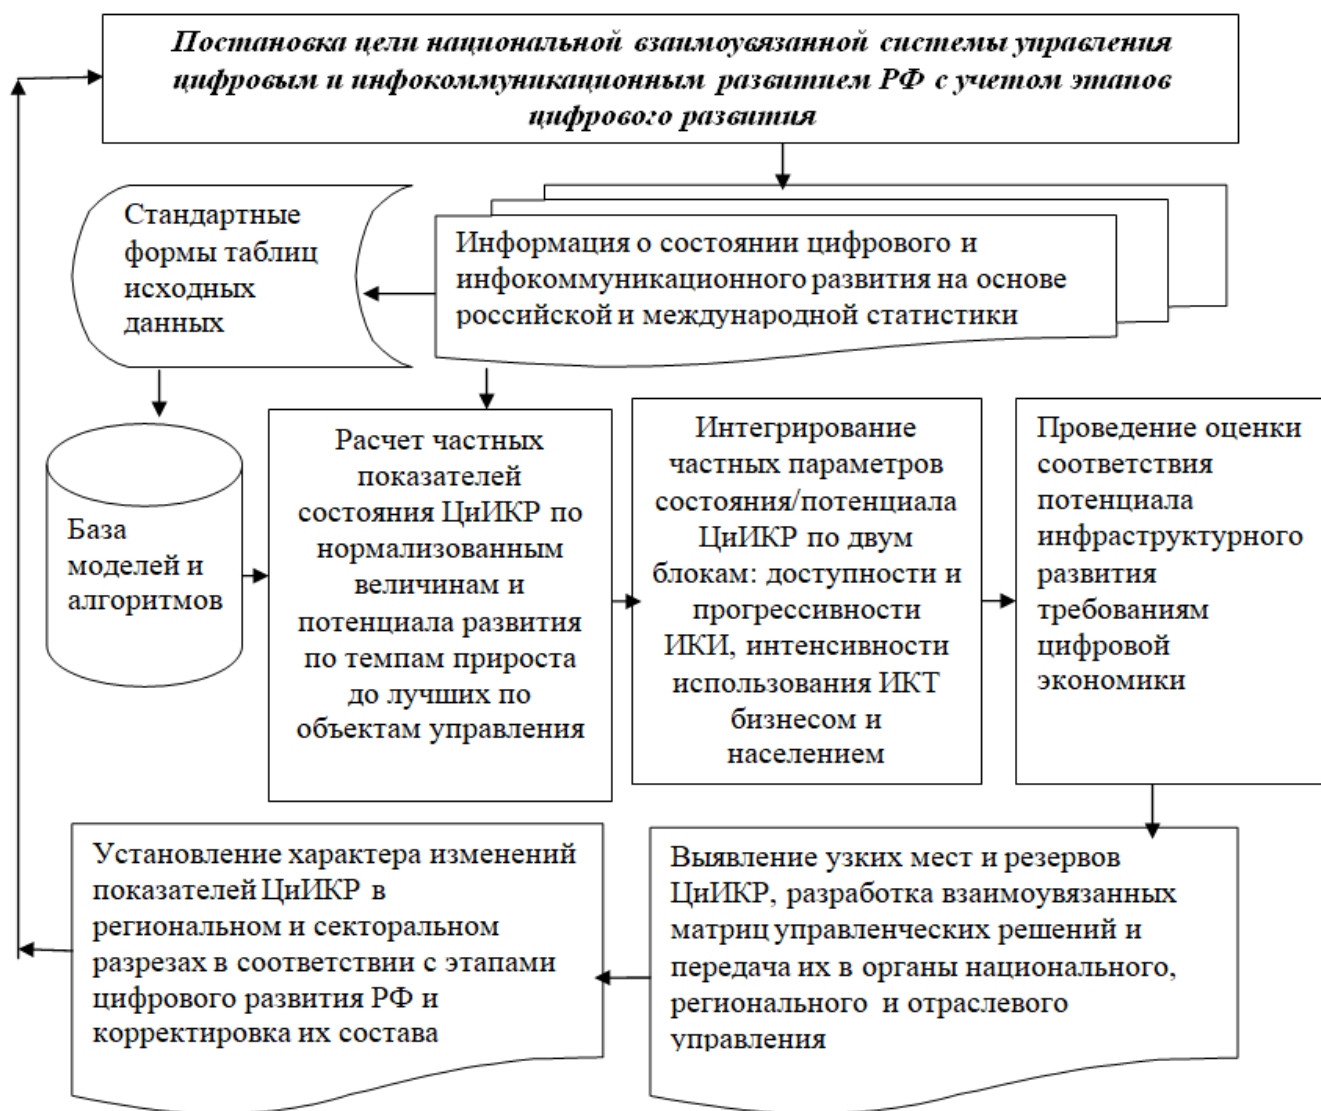 Постановка цели национальной взаимоувязанной системы управления
цифровым и инфокоммуникационным развитием РФ с учетом этапов
цифрового развития
Стандартные
формы таблиц
исходных
данных
Информация о состоянии цифрового и
инфокоммуникационного развития на основе
российской и международной статистики
База
моделей и
алгоритмов
Расчет частных
показателей
состояния ЦиИКР по
нормализованным
величинам и
потенциала развития
по темпам прироста
до лучших по
объектам управления
Интегрирование
частных параметров
состояния/потенциала
ЦиИКР по двум
блокам: доступности и
прогрессивности
ИКИ, интенсивности
использования ИКТ
бизнесом и
населением
Проведение оценки
соответствия
потенциала
инфраструктурного
развития
требованиям
цифровой
экономики
Установление характера изменений
показателей ЦиИКР в
региональном и секторальном
разрезах в соответствии с этапами
цифрового развития РФ и
корректировка их состава
Выявление узких мест и резервов
ЦиИКР, разработка взаимоувязанных
матриц управленческих решений и
передача их в органы национального,
регионального и отраслевого
управления